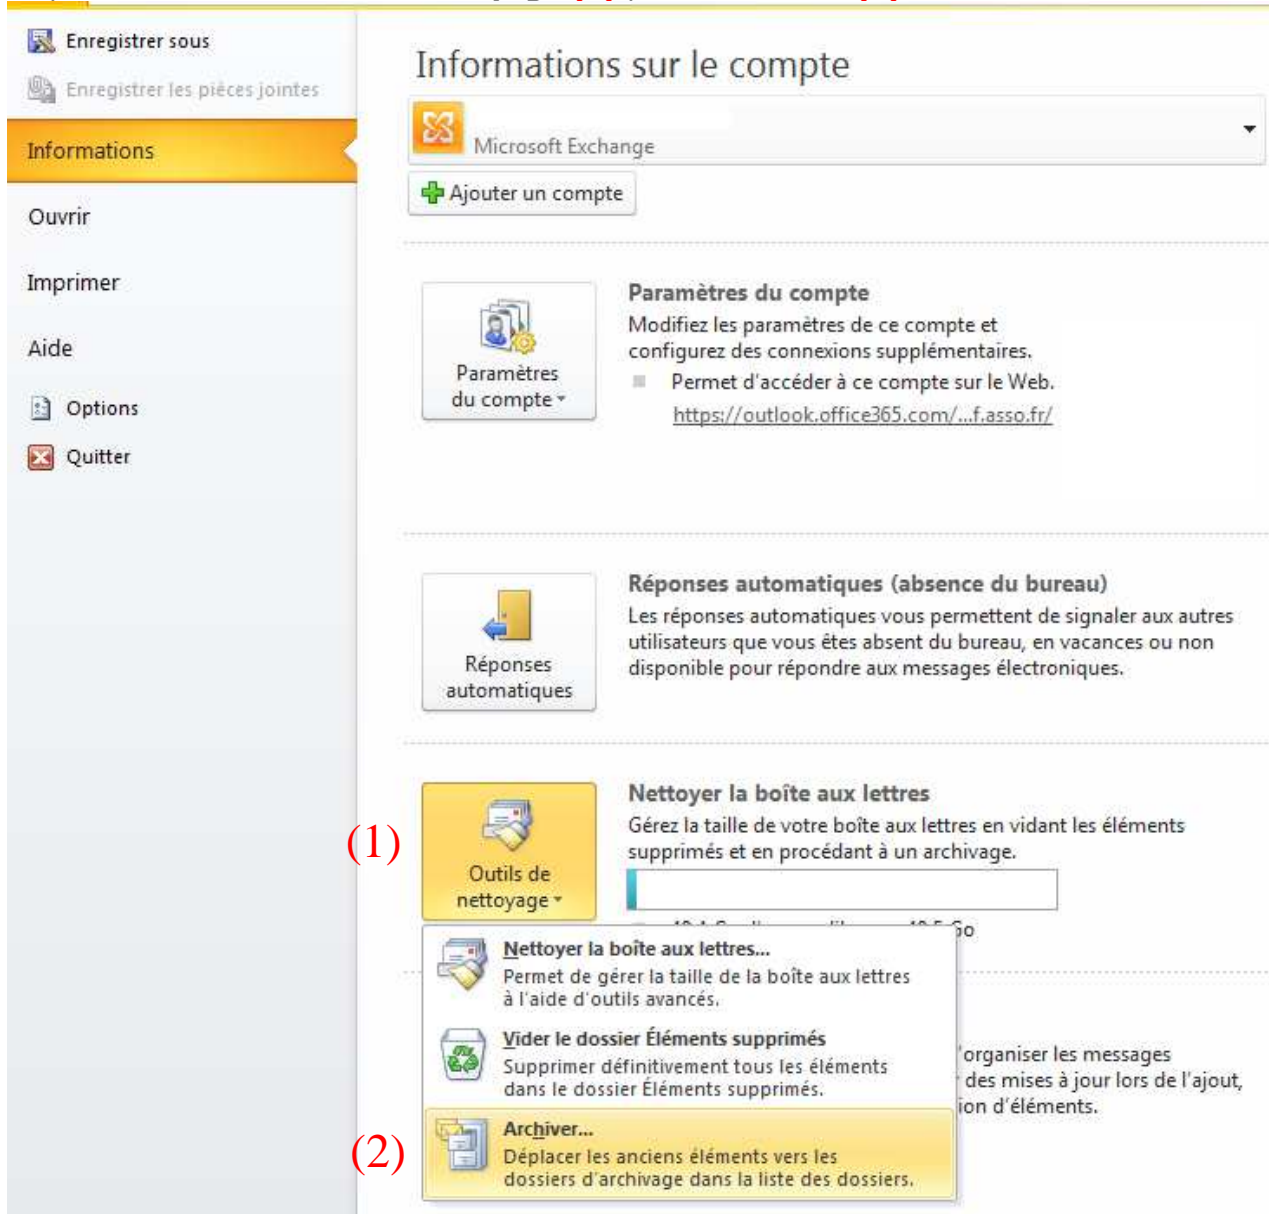 Enregistrer sous
Enregistrer les pièces jointes
Informations
Ouvrir
Imprimer
Aide
Options
Quitter
Informations sur le compte
Microsoft Exchange
Ajouter un compte
Paramètres
du compte
Paramètres du compte
Modifiez les paramètres de ce compte et
configurez des connexions supplémentaires.
Permet d'accéder à ce compte sur le Web.
https://outlook.office365.com/...f.asso.fr/
Réponses
automatiques
Réponses automatiques (absence du bureau)
Les réponses automatiques vous permettent de signaler aux autres
utilisateurs que vous êtes absent du bureau, en vacances ou non
disponible pour répondre aux messages électroniques.
(1)
Outils de
nettoyage
Nettoyer la boîte aux lettres
Gérez la taille de votre boîte aux lettres en vidant les éléments
supprimés et en procédant à un archivage.
Go
Nettoyer la boîte aux lettres...
Permet de gérer la taille de la boîte aux lettres
à l'aide d'outils avancés.
Vider le dossier Éléments supprimés
Supprimer définitivement tous les éléments
dans le dossier Éléments supprimés.
(2)
Archiver...
Déplacer les anciens éléments vers les
dossiers d'archivage dans la liste des dossiers.
'organiser les messages
des mises à jour lors de l'ajout,
ion d'éléments.